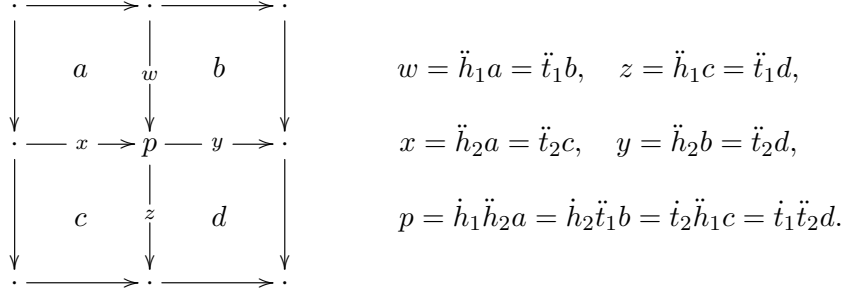 a w b w = ḧ₁a = ẗ₁b, z = ḧ₁c = ẗ₁d,
x p y x = ḧ₂a = ẗ₂c, y = ḧ₂b = ẗ₂d,
c z d p = ḣ₁ḧ₂a = ḣ₂ẗ₁b = ṫ₂ḧ₁c = ṫ₁ẗ₂d.